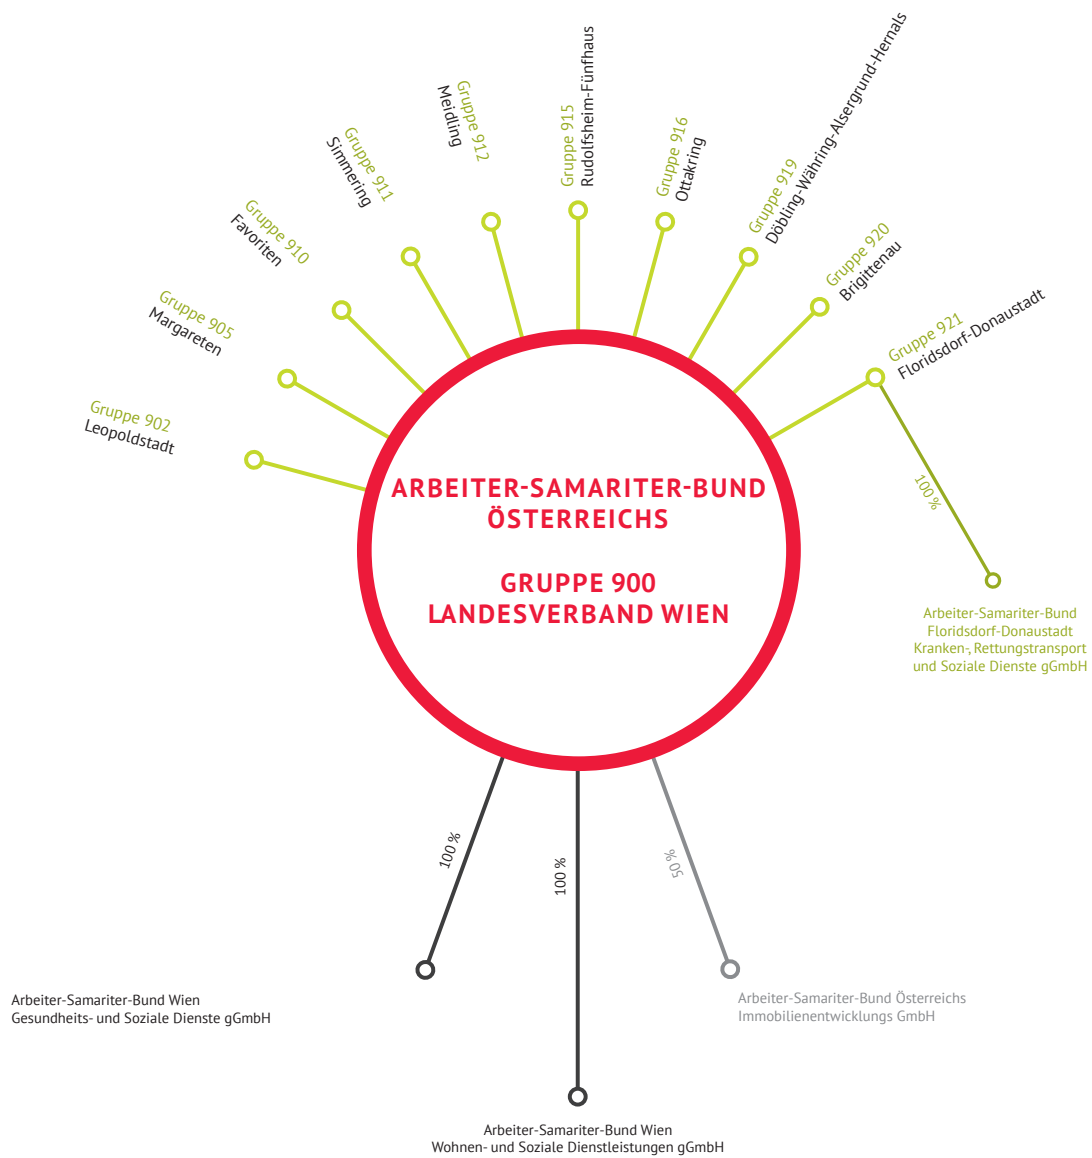 Gruppe 902
Leopoldstadt
Gruppe 905
Margareten
Gruppe 910
Favoriten
Gruppe 911
Simmering
Gruppe 912
Meidling
Gruppe 915
Rudolfsheim-Fünfhaus
Gruppe 916
Ottakring
Gruppe 919
Döbling-Währing-Alsergrund-Hernals
Gruppe 920
Brigittenau
Gruppe 921
Floridsdorf-Donaustadt
ARBEITER-SAMARITER-BUND
ÖSTERREICHS
GRUPPE 900
LANDESVERBAND WIEN
100 %
Arbeiter-Samariter-Bund
Floridsdorf-Donaustadt
Kranken-, Rettungstransport
und Soziale Dienste gGmbH
100 %
100 %
50 %
Arbeiter-Samariter-Bund Wien
Gesundheits- und Soziale Dienste gGmbH
Arbeiter-Samariter-Bund Österreichs
Immobilienentwicklungs GmbH
Arbeiter-Samariter-Bund Wien
Wohnen- und Soziale Dienstleistungen gGmbH